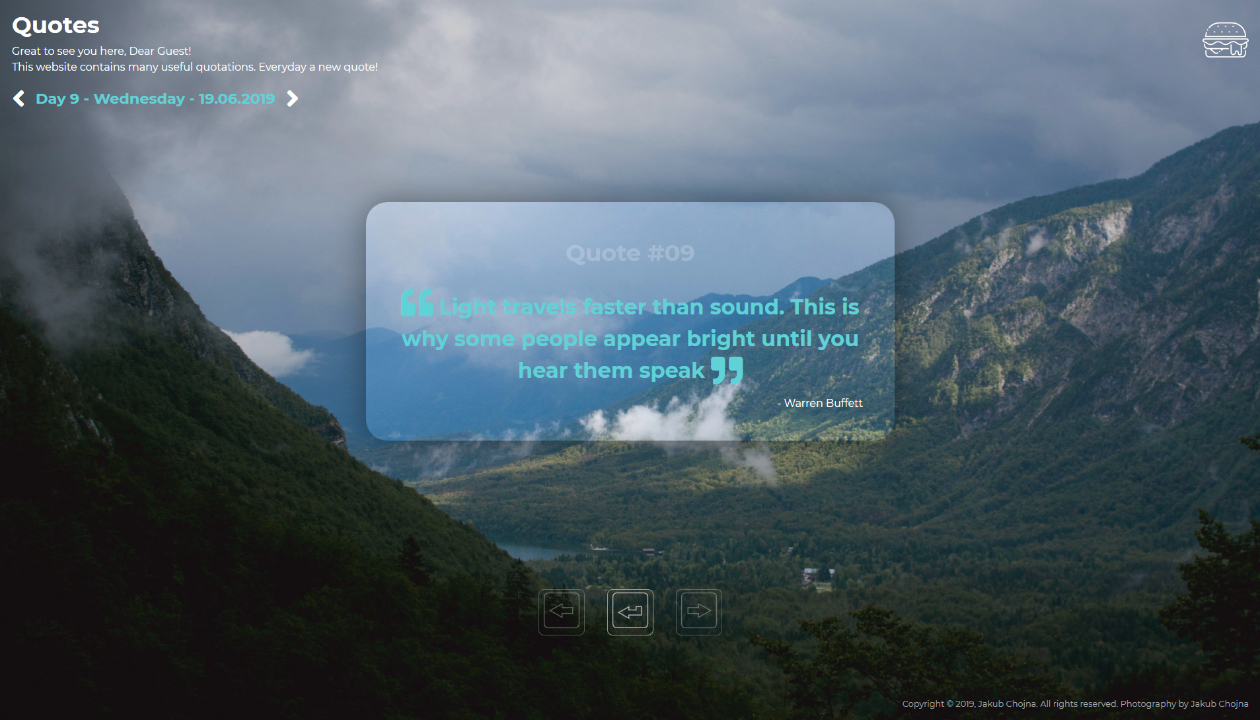 Quotes
Great to see you here, Dear Guest!
This website contains many useful quotations. Everyday a new quote!
Day 9 - Wednesday - 19.06.2019
Quote #09
❝ Light travels faster than sound. This is
why some people appear bright until you
hear them speak ❞
- Warren Buffett
Copyright © 2019, Jakub Chojna. All rights reserved. Photography by Jakub Chojna